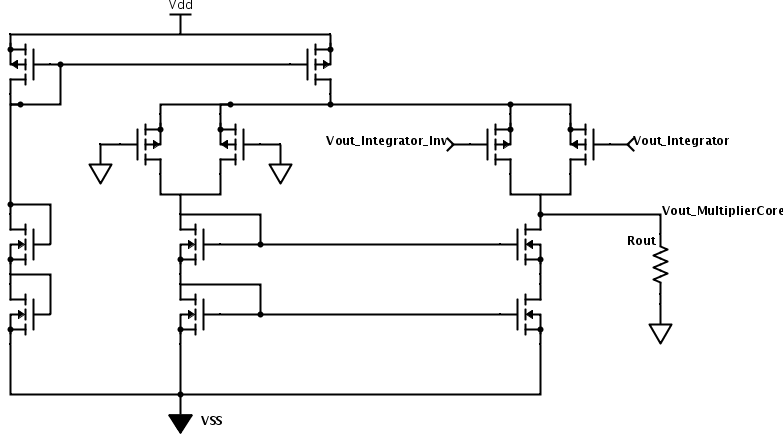 Vdd
Vout_Integrator_Inv
Vout_Integrator
Vout_MultiplierCore
Rout
VSS